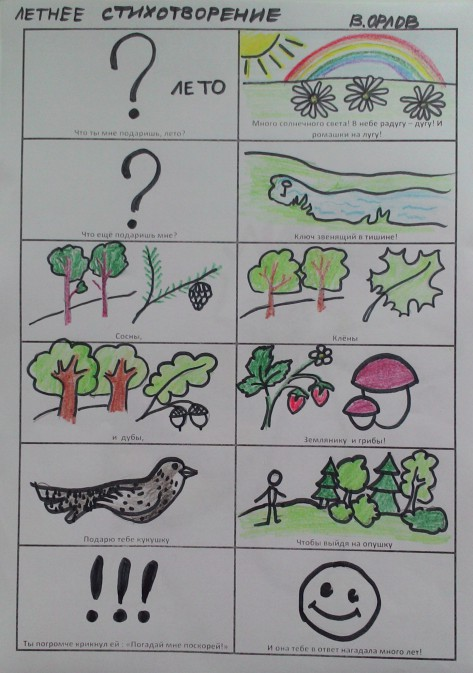 ЛЕТНЕЕ СТИХОТВОРЕНИЕ
В.ОРЛОВ
ЛЕТО
Что ты мне подаришь, лето?
Много солнечного света! В небе радугу – дугу! И
ромашки на лугу!
Что ещё подаришь мне?
Ключ звенящий в тишине!
Сосны,
Клёны
и дубы,
Землянику и грибы!
Подарю тебе кукушку
Чтобы выйдя на опушку
Ты погромче крикнул ей : «Погадай мне поскорей!»
И она тебе в ответ нагадала много лет!